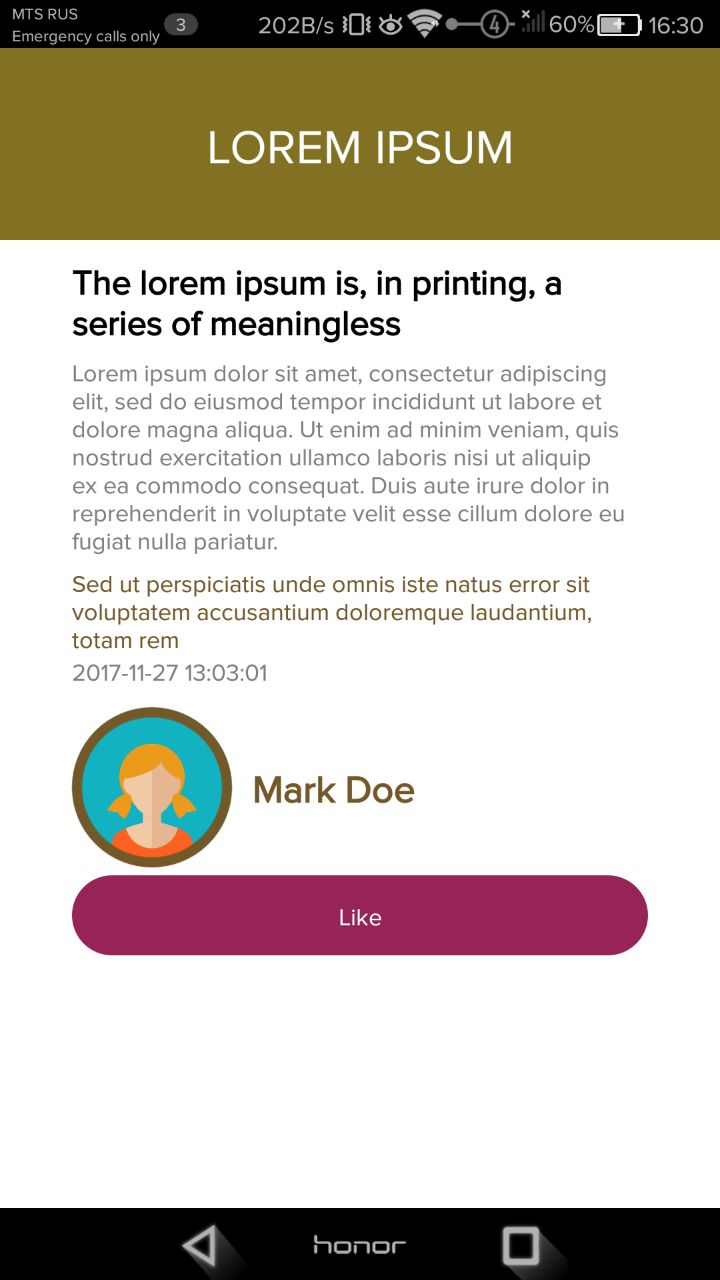 MTS RUS
Emergency calls only
3
202B/s
4
60%
16:30
LOREM IPSUM
The lorem ipsum is, in printing, a
series of meaningless
Lorem ipsum dolor sit amet, consectetur adipiscing
elit, sed do eiusmod tempor incididunt ut labore et
dolore magna aliqua. Ut enim ad minim veniam, quis
nostrud exercitation ullamco laboris nisi ut aliquip
ex ea commodo consequat. Duis aute irure dolor in
reprehenderit in voluptate velit esse cillum dolore eu
fugiat nulla pariatur.
Sed ut perspiciatis unde omnis iste natus error sit
voluptatem accusantium doloremque laudantium,
totam rem
2017-11-27 13:03:01
Mark Doe
Like
honor